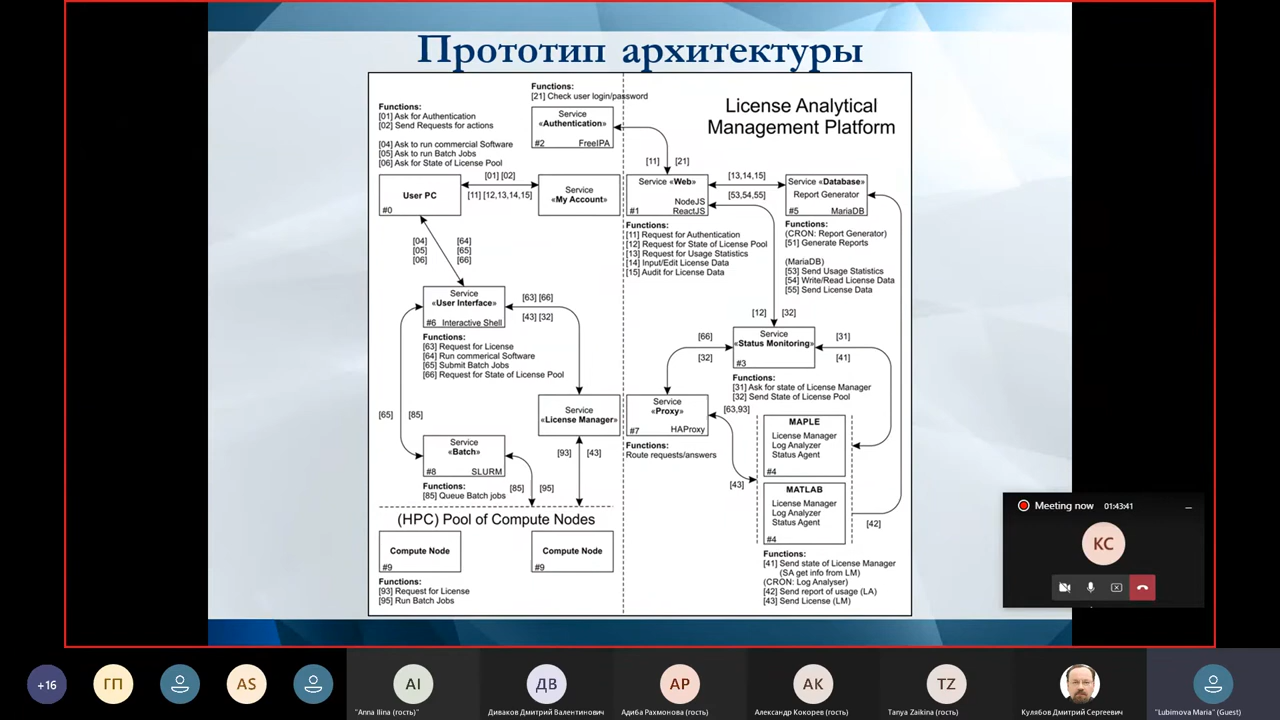 Прототип архитектуры
License Analytical
Management Platform
Functions:
[21] Check user login/password
Service
«Authentication»
#2 FreeIPA
Functions:
[01] Ask for Authentication
[02] Send Requests for actions
[04] Ask to run commercial Software
[05] Ask to run Batch Jobs
[06] Ask for State of License Pool
[11] [21]
User PC
#0
[01] [02]
[11] [12,13,14,15]
Service
«My Account»
Service «Web»
NodeJS
#1 ReactJS
[13,14,15]
[53,54,55]
Service «Database»
Report Generator
#5 MariaDB
Functions:
[11] Request for Authentication
[12] Request for State of License Pool
[13] Request for Usage Statistics
[14] Input/Edit License Data
[15] Audit for License Data
Functions:
(CRON: Report Generator)
[51] Generate Reports
(MariaDB)
[53] Send Usage Statistics
[54] Write/Read License Data
[55] Send License Data
[04] [64]
[05] [65]
[06] [66]
Service
«User Interface»
#6 Interactive Shell
[63] [66]
[43] [32]
Functions:
[63] Request for License
[64] Run commerical Software
[65] Submit Batch Jobs
[66] Request for State of License Pool
[12] [32]
[66]
[32]
Service
«Status Monitoring»
#3
[31]
[41]
Functions:
[31] Ask for state of License Manager
[32] Send State of License Pool
Service
«License Manager»
Service
«Proxy»
#7 HAProxy
[63,93]
Functions
Route requests/answers
[43]
[65] [85]
Service
«Batch»
#8 SLURM
[93] [43]
Functions:
[85] Queue Batch jobs
[85] [95]
MAPLE
License Manager
Log Analyzer
Status Agent
#4
MATLAB
License Manager
Log Analyzer
Status Agent
#4
[42]
(HPC) Pool of Compute Nodes
Compute Node
#9
Compute Node
#9
Functions:
[93] Request for License
[95] Run Batch Jobs
Functions:
[41] Send state of License Manager
(SA get info from LM)
(CRON: Log Analyser)
[42] Send report of usage (LA)
[43] Send License (LM)
Meeting now 01:43:41
KC
+16
ГП
AS
AI
ДВ
АР
АК
TZ
"Anna Ilina (гость)"
Диваков Дмитрий Валентинович
Адиба Рахмонова (гость)
Александр Кокорев (гость)
Tanya Zaikina (гость)
Кулябов Дмитрий Сергеевич
"Lubimova Maria" (Guest)